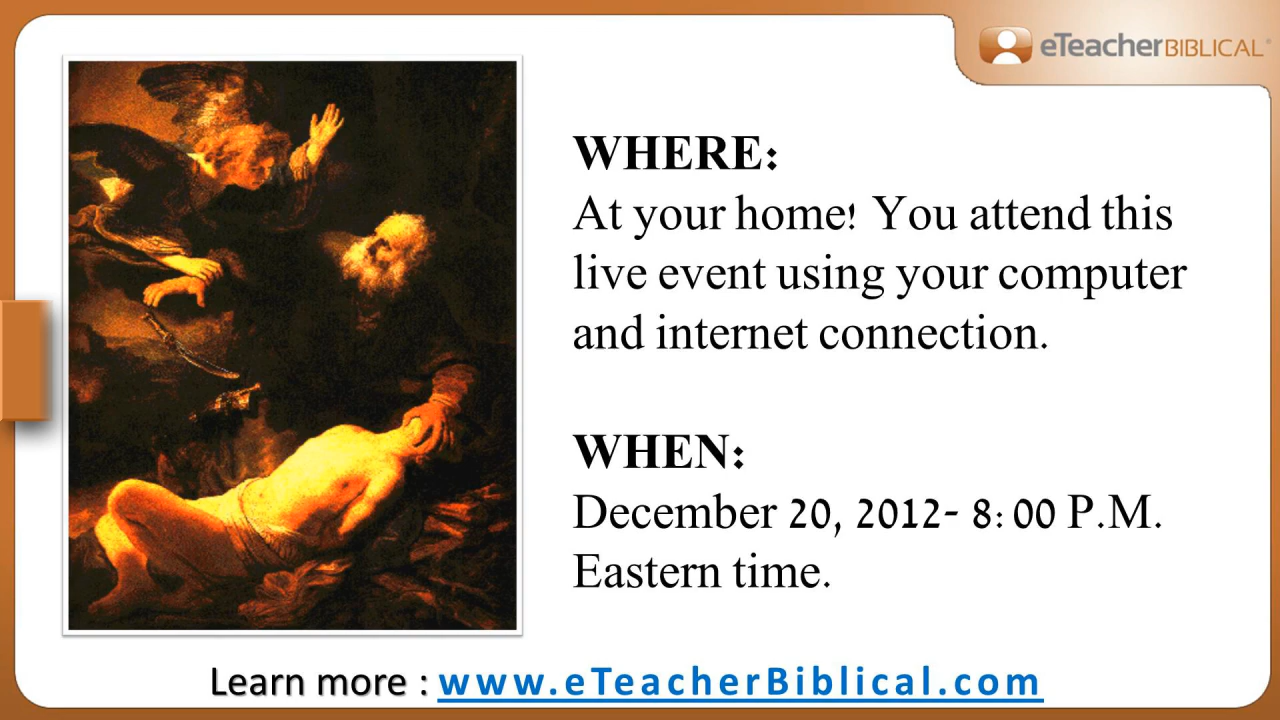 eTeacherBIBLICAL®
WHERE:
At your home! You attend this
live event using your computer
and internet connection.
WHEN:
December 20, 2012- 8:00 P.M.
Eastern time.
Learn more : www.eTeacherBiblical.com